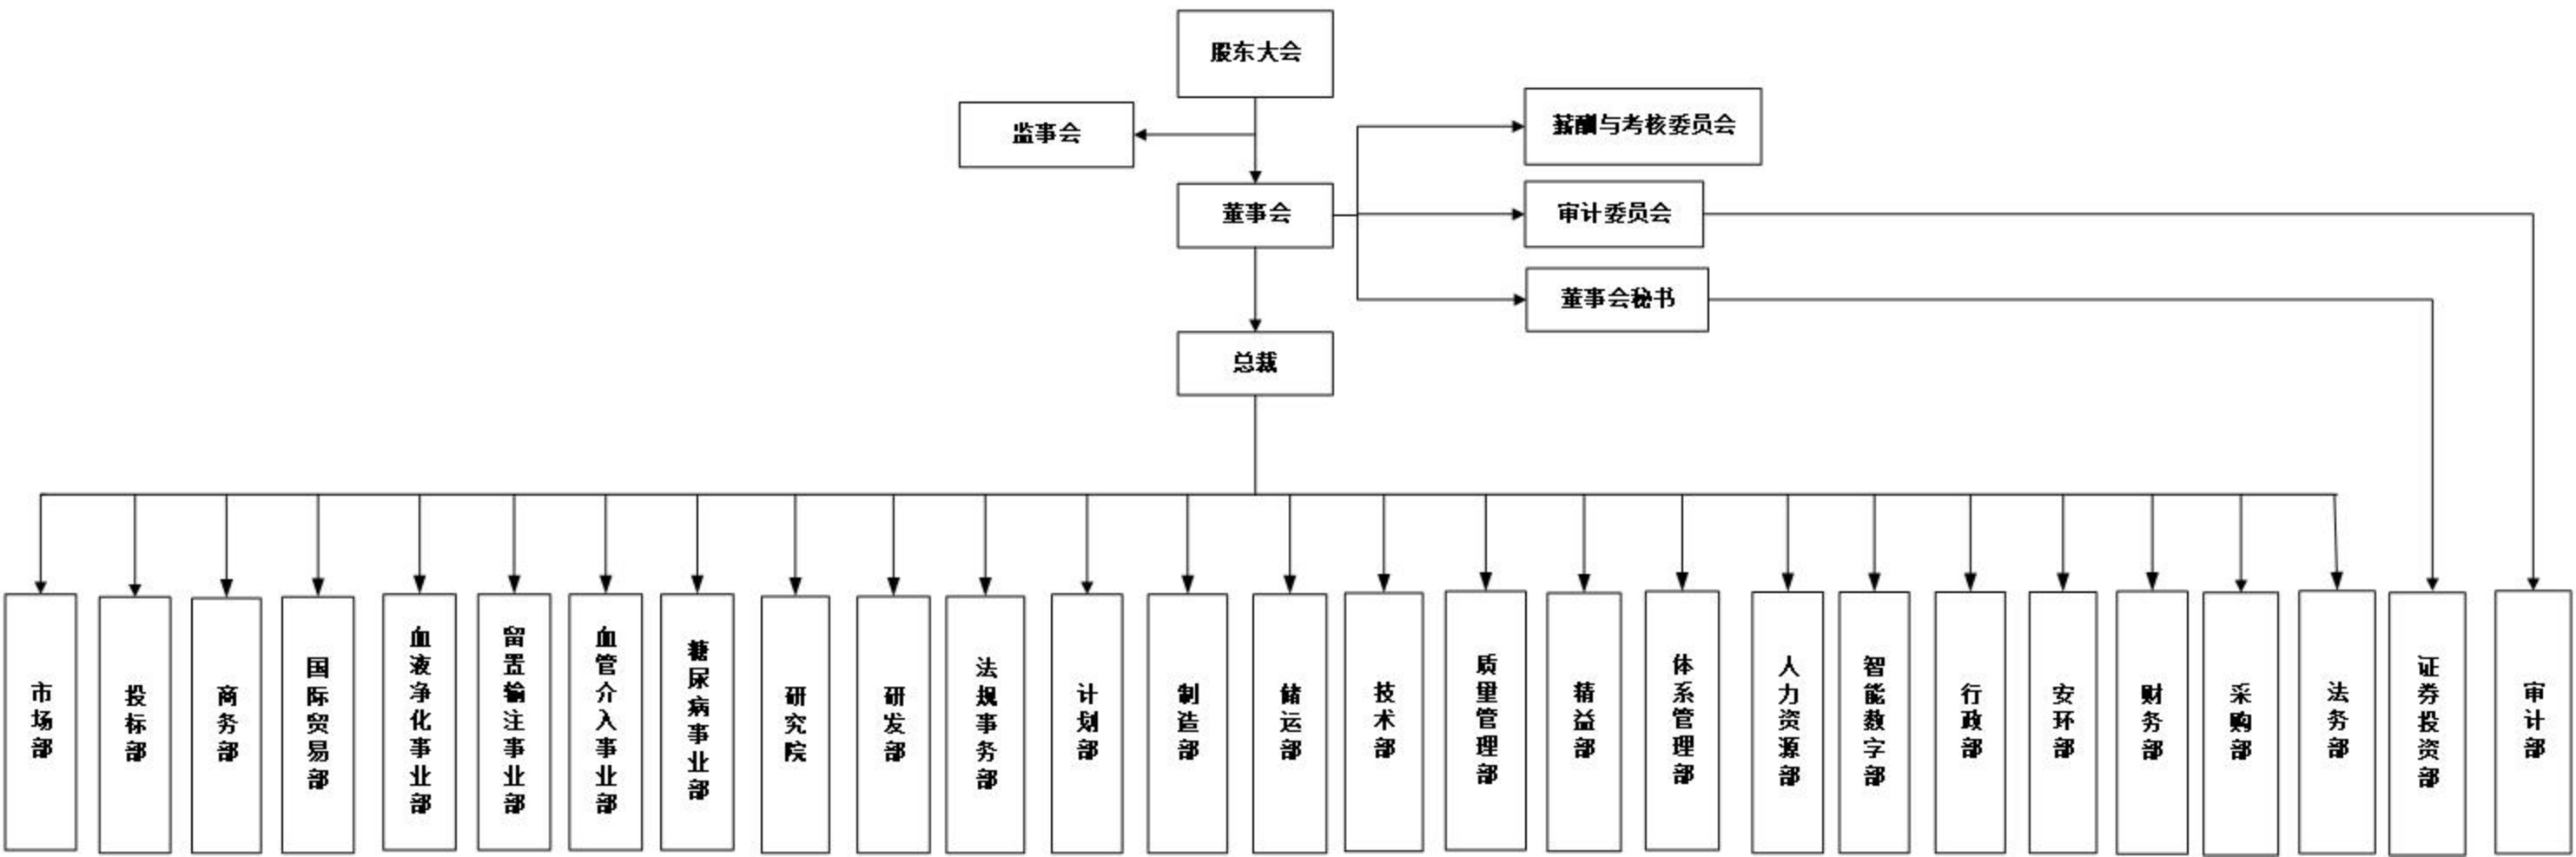 股东大会
监事会
薪酬与考核委员会
董事会
审计委员会
董事会秘书
总裁
市场部
投标部
商务部
国际贸易部
血液净化事业部
留置输注事业部
血管介入事业部
糖尿病事业部
研究院
研发部
法规事务部
计划部
制造部
储运部
技术部
质量管理部
精益部
体系管理部
人力资源部
智能数字部
行政部
安环部
财务部
采购部
法务部
证券投资部
审计部